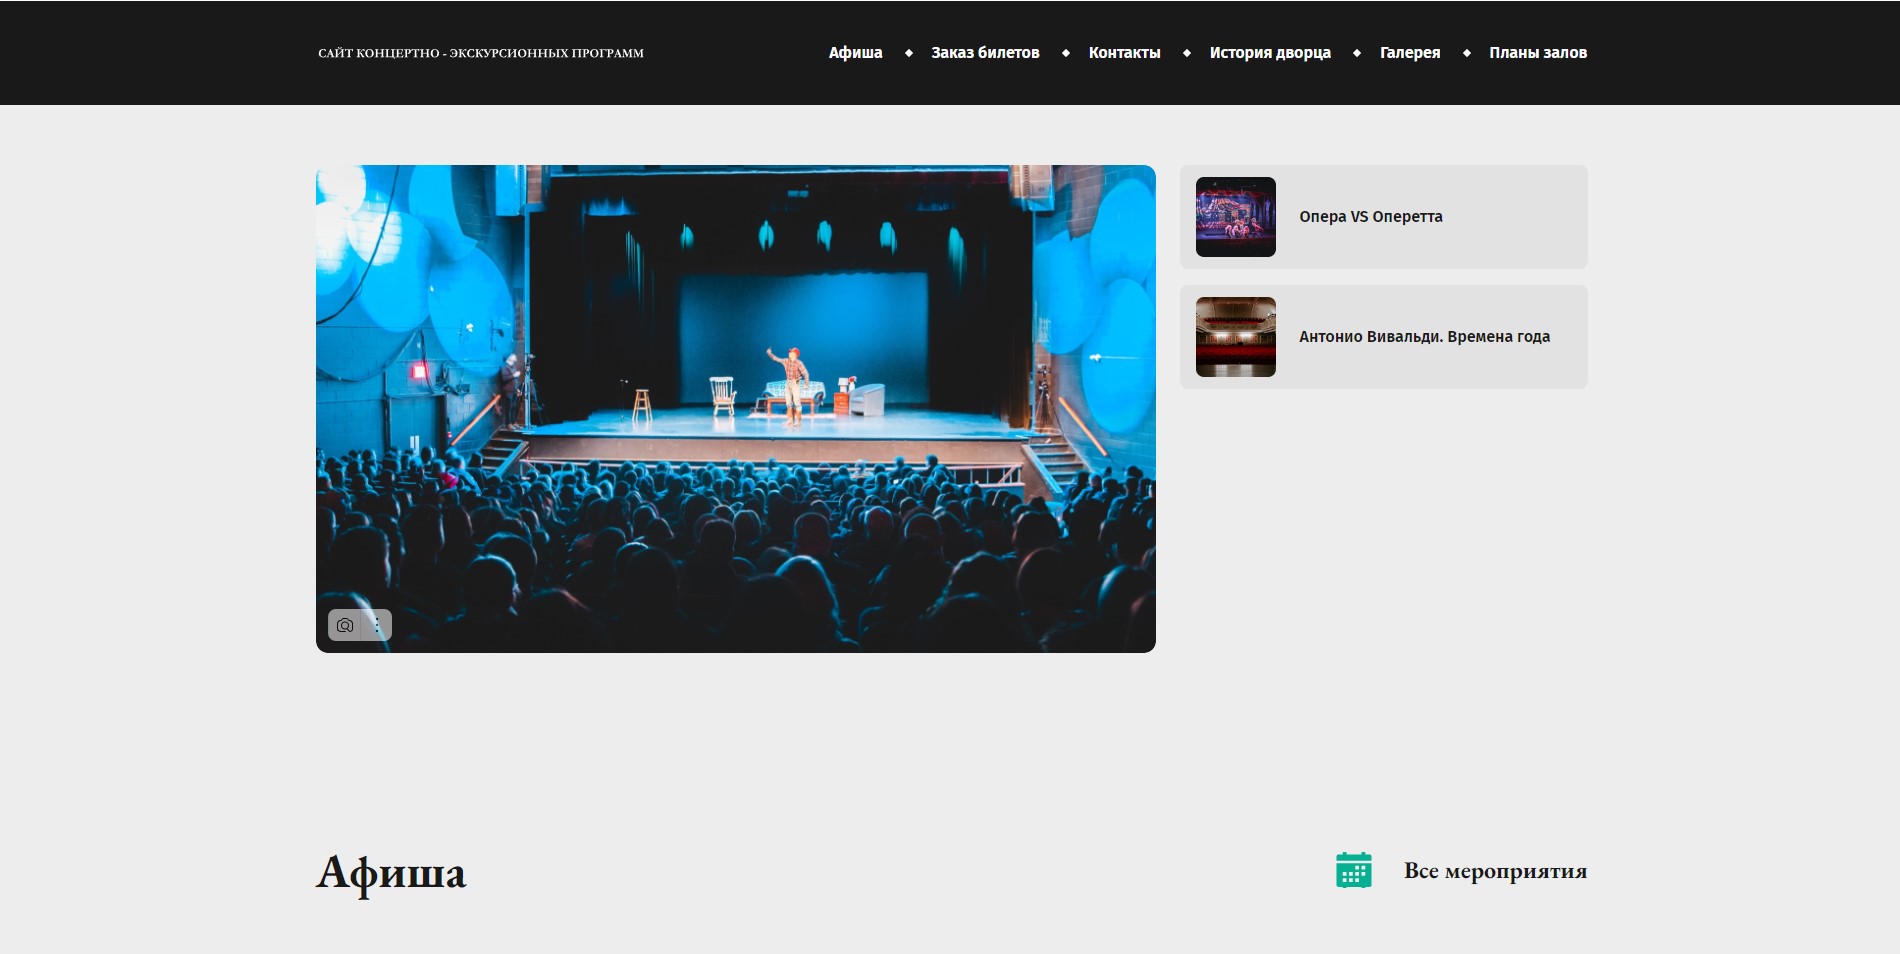 САЙТ КОНЦЕРТНО - ЭКСКУРСИОННЫХ ПРОГРАММ
Афиша
Заказ билетов
Контакты
История дворца
Галерея
Планы залов
Опера VS Оперетта
Антонио Вивальди. Времена года
Афиша
Все мероприятия